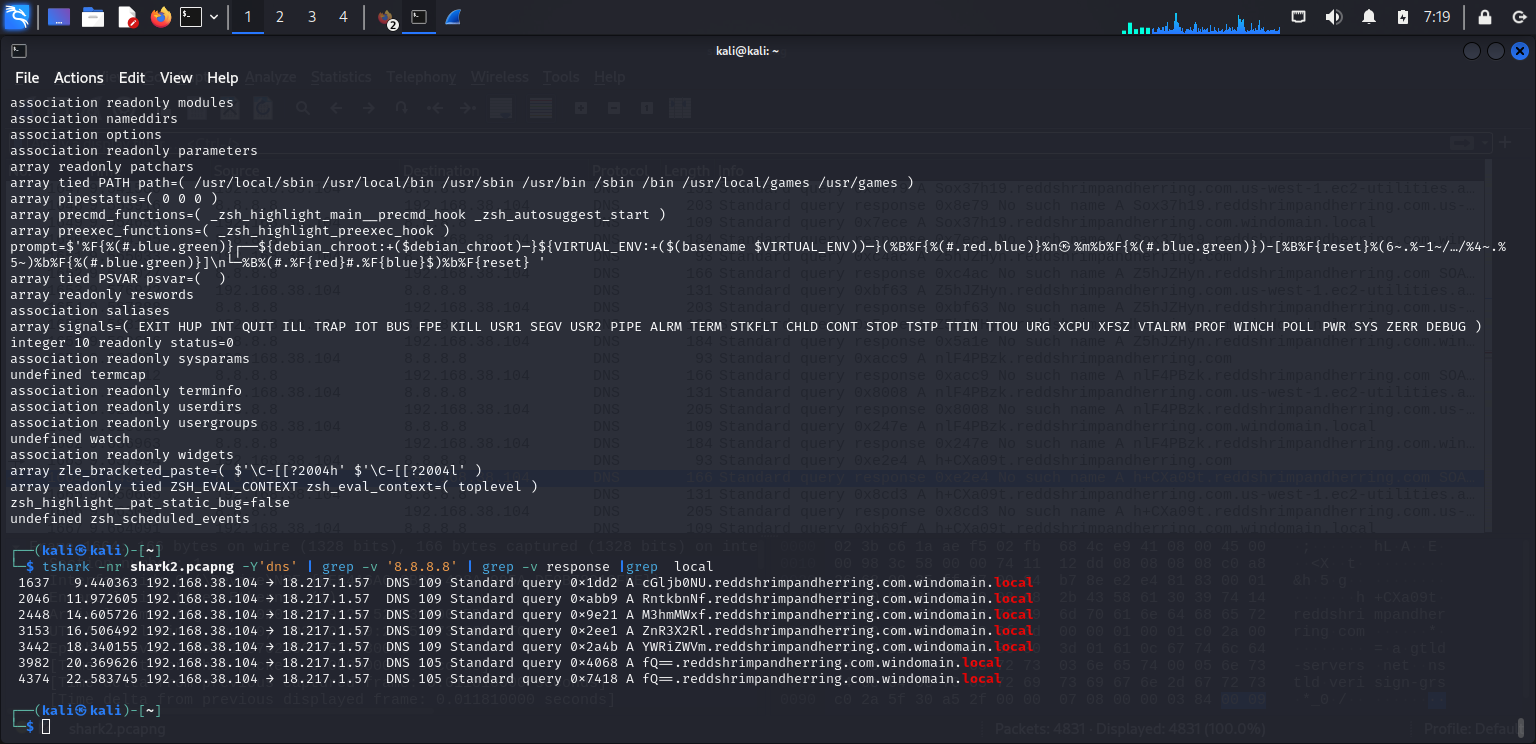 1 2 3 4 2 7:19
kali@kali: ~
File Actions Edit View Help
Analyze Statistics Telephony Wireless Tools Help
association readonly modules
association nameddirs
association options
association readonly parameters
array readonly patchars
array tied PATH path=( /usr/local/sbin /usr/local/bin /usr/sbin /usr/bin /sbin /bin /usr/local/games /usr/games )
array pipestatus=( 0 0 0 )
array precmd_functions=( _zsh_highlight_main__precmd_hook _zsh_autosuggest_start )
array preexec_functions=( _zsh_highlight_preexec_hook )
prompt=$'%F{%(#.blue.green)}┌──${debian_chroot:+($debian_chroot)─}${VIRTUAL_ENV:+($(basename $VIRTUAL_ENV))─}(%B%F{%(#.red.blue)}%n㉿%m%b%F{%(#.blue.green)})-[%B%F{reset}%(6~.%-1~/…/%4~.%
5~)%b%F{%(#.blue.green)}]\n└─%B%(#.%F{red}#.%F{blue}$)%b%F{reset} '
array tied PSVAR psvar=(  )
array readonly reswords
association saliases
array signals=( EXIT HUP INT QUIT ILL TRAP IOT BUS FPE KILL USR1 SEGV USR2 PIPE ALRM TERM STKFLT CHLD CONT STOP TSTP TTIN TTOU URG XCPU XFSZ VTALRM PROF WINCH POLL PWR SYS ZERR DEBUG )
integer 10 readonly status=0
association readonly sysparams
undefined termcap
association readonly terminfo
association readonly userdirs
association readonly usergroups
undefined watch
association readonly widgets
array zle_bracketed_paste=( $'\C-[[?2004h' $'\C-[[?2004l' )
array readonly tied ZSH_EVAL_CONTEXT zsh_eval_context=( toplevel )
zsh_highlight__pat_static_bug=false
undefined zsh_scheduled_events
┌──(kali㉿kali)-[~]
└─$ tshark -nr shark2.pcapng -Y'dns' | grep -v '8.8.8.8' | grep -v response |grep  local
1637 9.440363 192.168.38.104 → 18.217.1.57 DNS 109 Standard query 0×1dd2 A cGljb0NU.reddshrimpandherring.com.windomain.local
2046 11.972605 192.168.38.104 → 18.217.1.57 DNS 109 Standard query 0×abb9 A RntkbnNf.reddshrimpandherring.com.windomain.local
2448 14.605726 192.168.38.104 → 18.217.1.57 DNS 109 Standard query 0×9e21 A M3hmMWxf.reddshrimpandherring.com.windomain.local
3153 16.506492 192.168.38.104 → 18.217.1.57 DNS 109 Standard query 0×2ee1 A ZnR3X2Rl.reddshrimpandherring.com.windomain.local
3442 18.340155 192.168.38.104 → 18.217.1.57 DNS 109 Standard query 0×2a4b A YWRiZWVm.reddshrimpandherring.com.windomain.local
3982 20.369626 192.168.38.104 → 18.217.1.57 DNS 105 Standard query 0×4068 A fQ==.reddshrimpandherring.com.windomain.local
4374 22.583745 192.168.38.104 → 18.217.1.57 DNS 105 Standard query 0×7418 A fQ==.reddshrimpandherring.com.windomain.local
┌──(kali㉿kali)-[~]
└─$
shark2.pcapng Packets: 4831 · Displayed: 4831 (100.0%) Profile: Defau